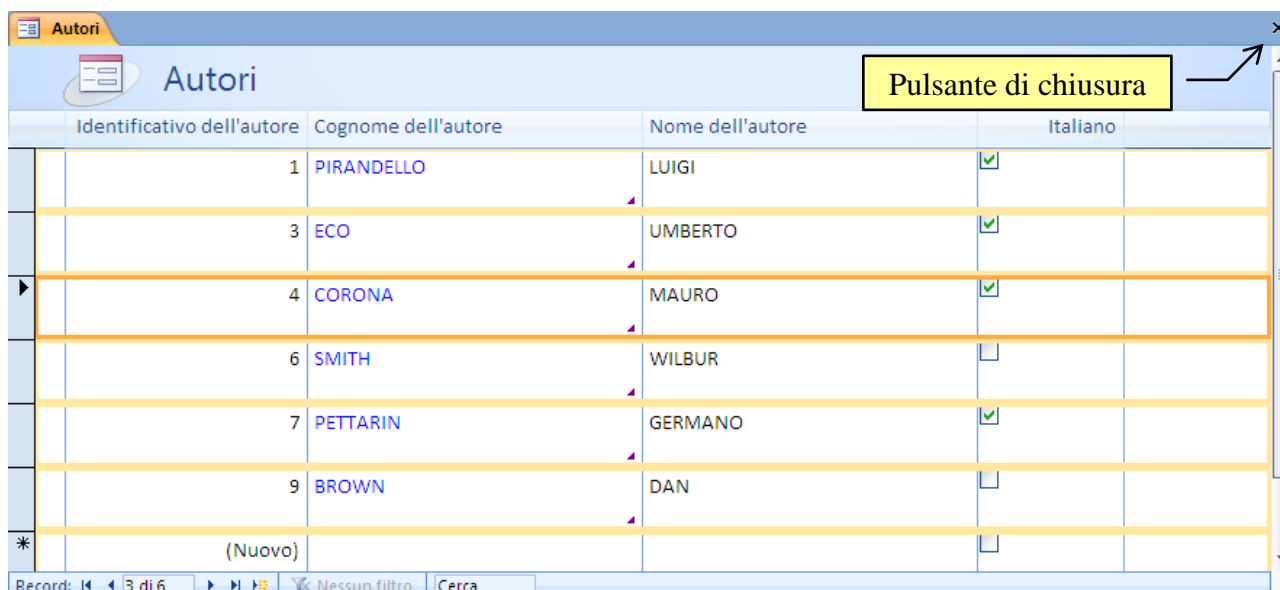 Autori
Autori
Pulsante di chiusura
Identificativo dell'autore Cognome dell'autore Nome dell'autore Italiano
1 PIRANDELLO LUIGI
3 ECO UMBERTO
4 CORONA MAURO
6 SMITH WILBUR
7 PETTARIN GERMANO
9 BROWN DAN
(Nuovo)
Record: 3 di 6 Nessun filtro Cerca